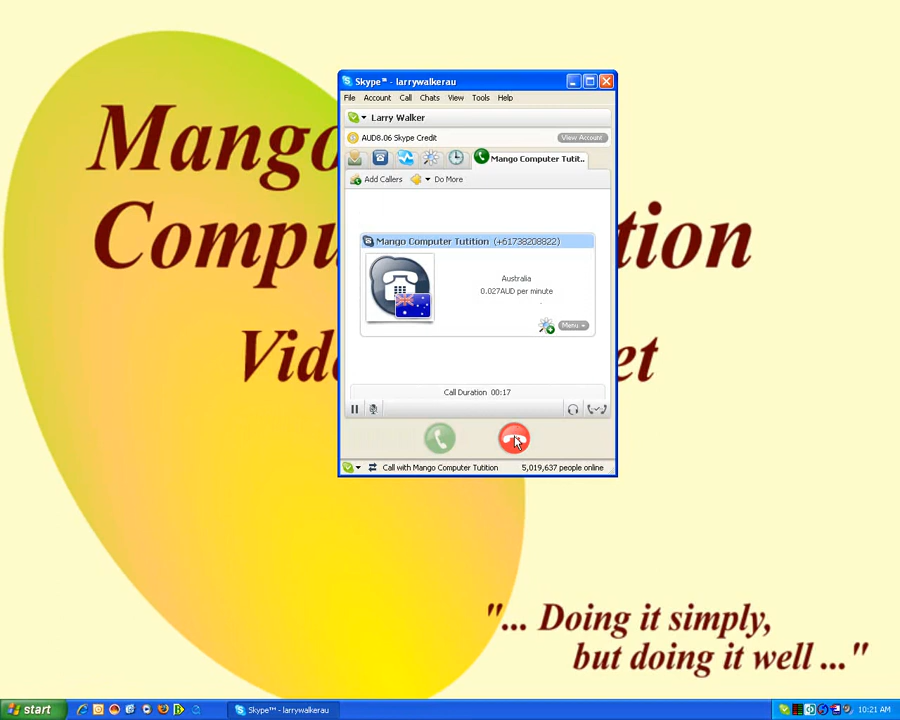 Skype™ - larrywalkerau
File Account Call Chats View Tools Help
Larry Walker
AUD8.06 Skype Credit View Account
Mango Computer Tutit..
Add Callers Do More
Mango Computer Tutition (+61738208822)
Australia
0.027AUD per minute
Menu
Call Duration 00:17
Call with Mango Computer Tutition 5,019,637 people online
Mango
Compu tion
Vid et
"... Doing it simply,
but doing it well ..."
start Skype™ - larrywalkerau 10:21 AM